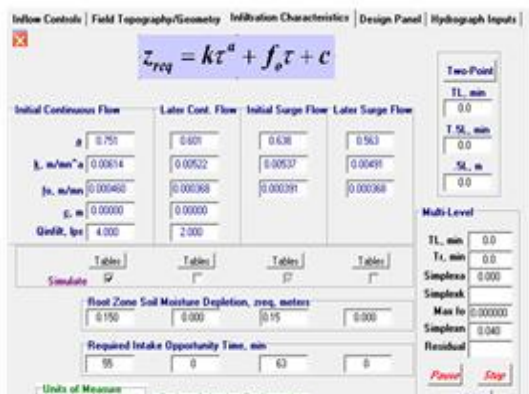 Inflow Controls | Field Topography/Geometry | Infiltration Characteristics | Design Panel | Hydrograph Inputs
z_req = kτ^a + f_oτ + c
Two-Point
TL, min
0.0
T.5L, min
0.0
.5L, m
0.0
Initial Continuous Flow Later Cont. Flow Initial Surge Flow Later Surge Flow
a 0.751 0.601 0.638 0.563
k, m/mn^a 0.00614 0.00522 0.00537 0.00491
fo, m/mn 0.000460 0.000368 0.000391 0.000368
c, m 0.00000 0.00000
Qinfilt, lps 4.000 2.000
Tables Tables Tables Tables
Simulate
Root Zone Soil Moisture Depletion, zreq, meters
0.150 0.000 0.15 0.000
Required Intake Opportunity Time, min
95 0 63 0
Multi-Level
TL, min 0.0
Tr, min 0.0
Simplexa 0.000
Simplexk
Max fo 0.000000
Simplexn 0.040
Residual
Pause Stop
Units of Measure